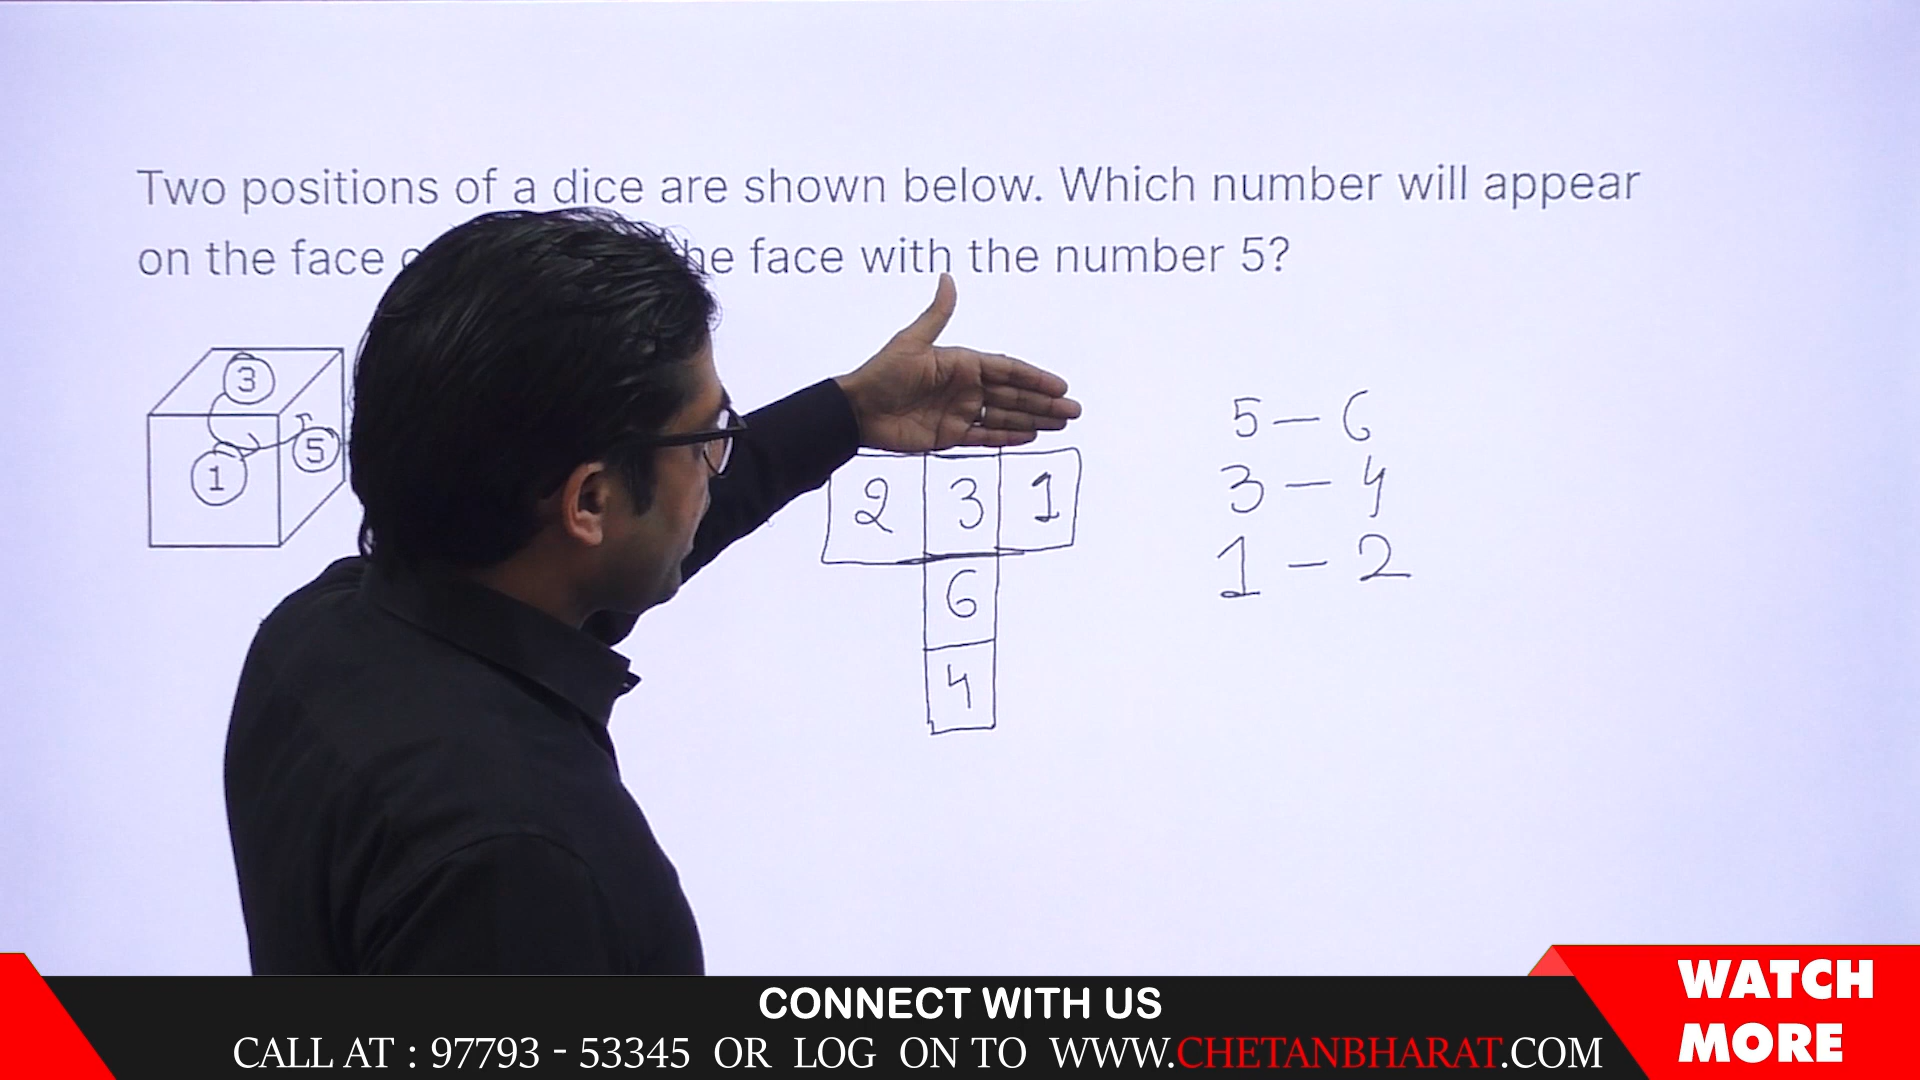 Two positions of a dice are shown below. Which number will appear
on the face he face with the number 5?
3
1
5
2 3 1
6
4
5 – 6
3 – 4
1 – 2
WATCH
MORE
CONNECT WITH US
CALL AT : 97793 - 53345 OR LOG ON TO WWW.CHETANBHARAT.COM